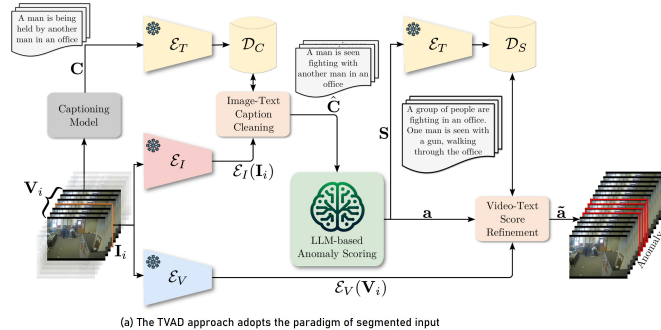 A man is being
held by another
man in an office
C
Captioning
Model
V_i
I_i
ℰ_T
𝒟_C
Image-Text
Caption
Cleaning
ℰ_I
ℰ_I(I_i)
A man is seen
fighting with
another man in an
office
Ĉ
LLM-based
Anomaly Scoring
S
a
ℰ_T
𝒟_S
A group of people are
fighting in an office.
One man is seen with
a gun, walking
through the office
Video-Text
Score
Refinement
ã
Anomaly
ℰ_V
ℰ_V(V_i)
(a) The TVAD approach adopts the paradigm of segmented input